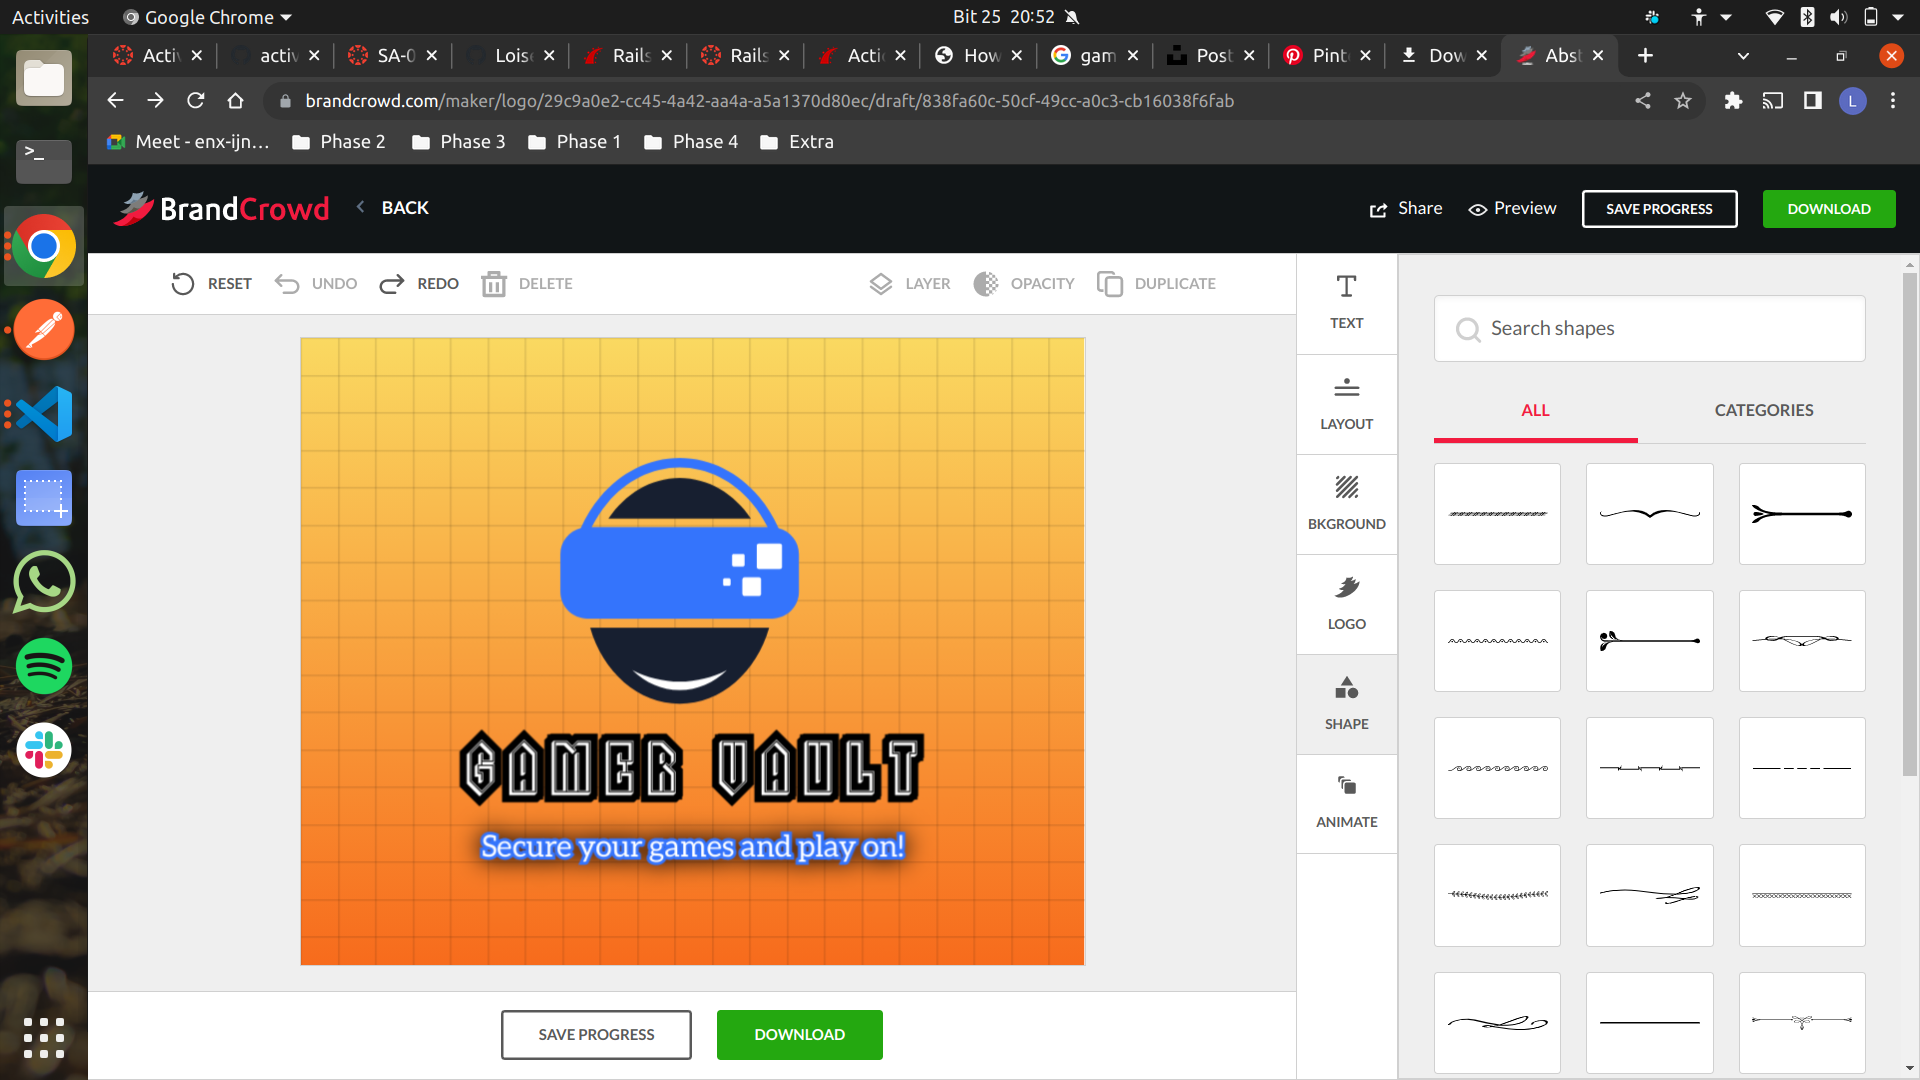 Activities
Google Chrome
Bit 25 20:52
Activ
activ
SA-0
Loise
Rails
Rails
Actic
How
gam
Post
Pint
Dow
Abst
brandcrowd.com/maker/logo/29c9a0e2-cc45-4a42-aa4a-a5a1370d80ec/draft/838fa60c-50cf-49cc-a0c3-cb16038f6fab
L
Meet - enx-ijn...
Phase 2
Phase 3
Phase 1
Phase 4
Extra
BrandCrowd
BACK
Share
Preview
SAVE PROGRESS
DOWNLOAD
RESET
UNDO
REDO
DELETE
LAYER
OPACITY
DUPLICATE
TEXT
LAYOUT
BKGROUND
LOGO
SHAPE
ANIMATE
Search shapes
ALL
CATEGORIES
GAMER VAULT
Secure your games and play on!
SAVE PROGRESS
DOWNLOAD